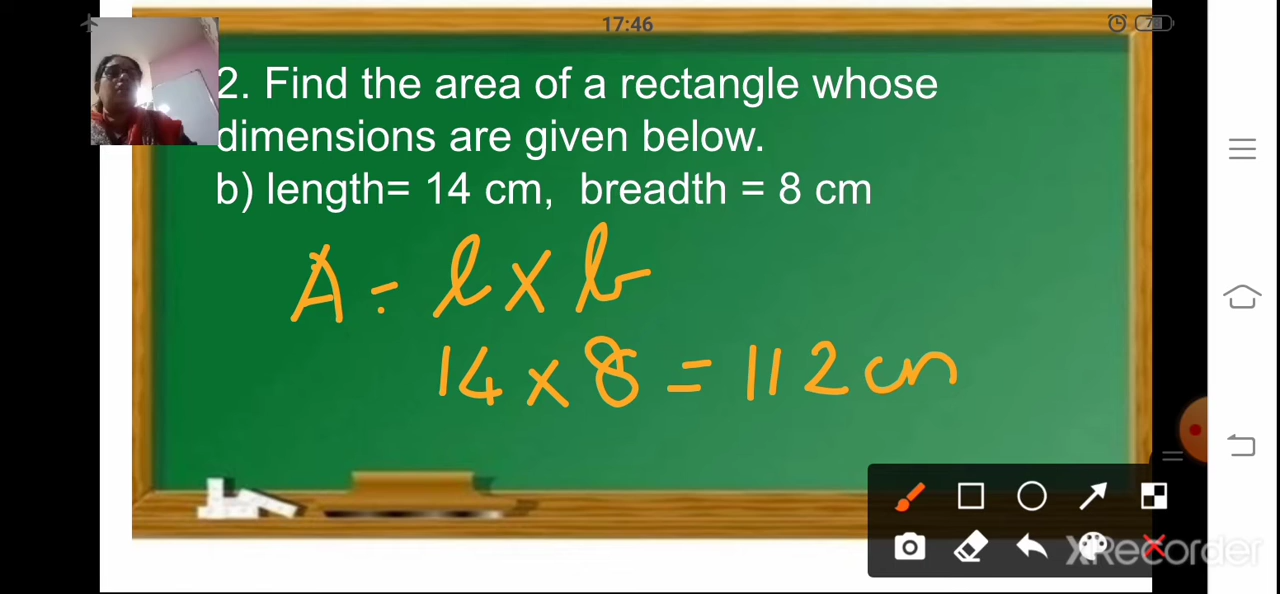 17:46
7
2. Find the area of a rectangle whose
dimensions are given below.
b) length= 14 cm, breadth = 8 cm
A = l x b
14 x 8 = 112 cm
XRecorder